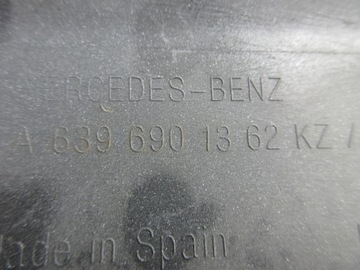 RCEDES-BENZ
A 639 690 13 62 KZ /
Made in Spain